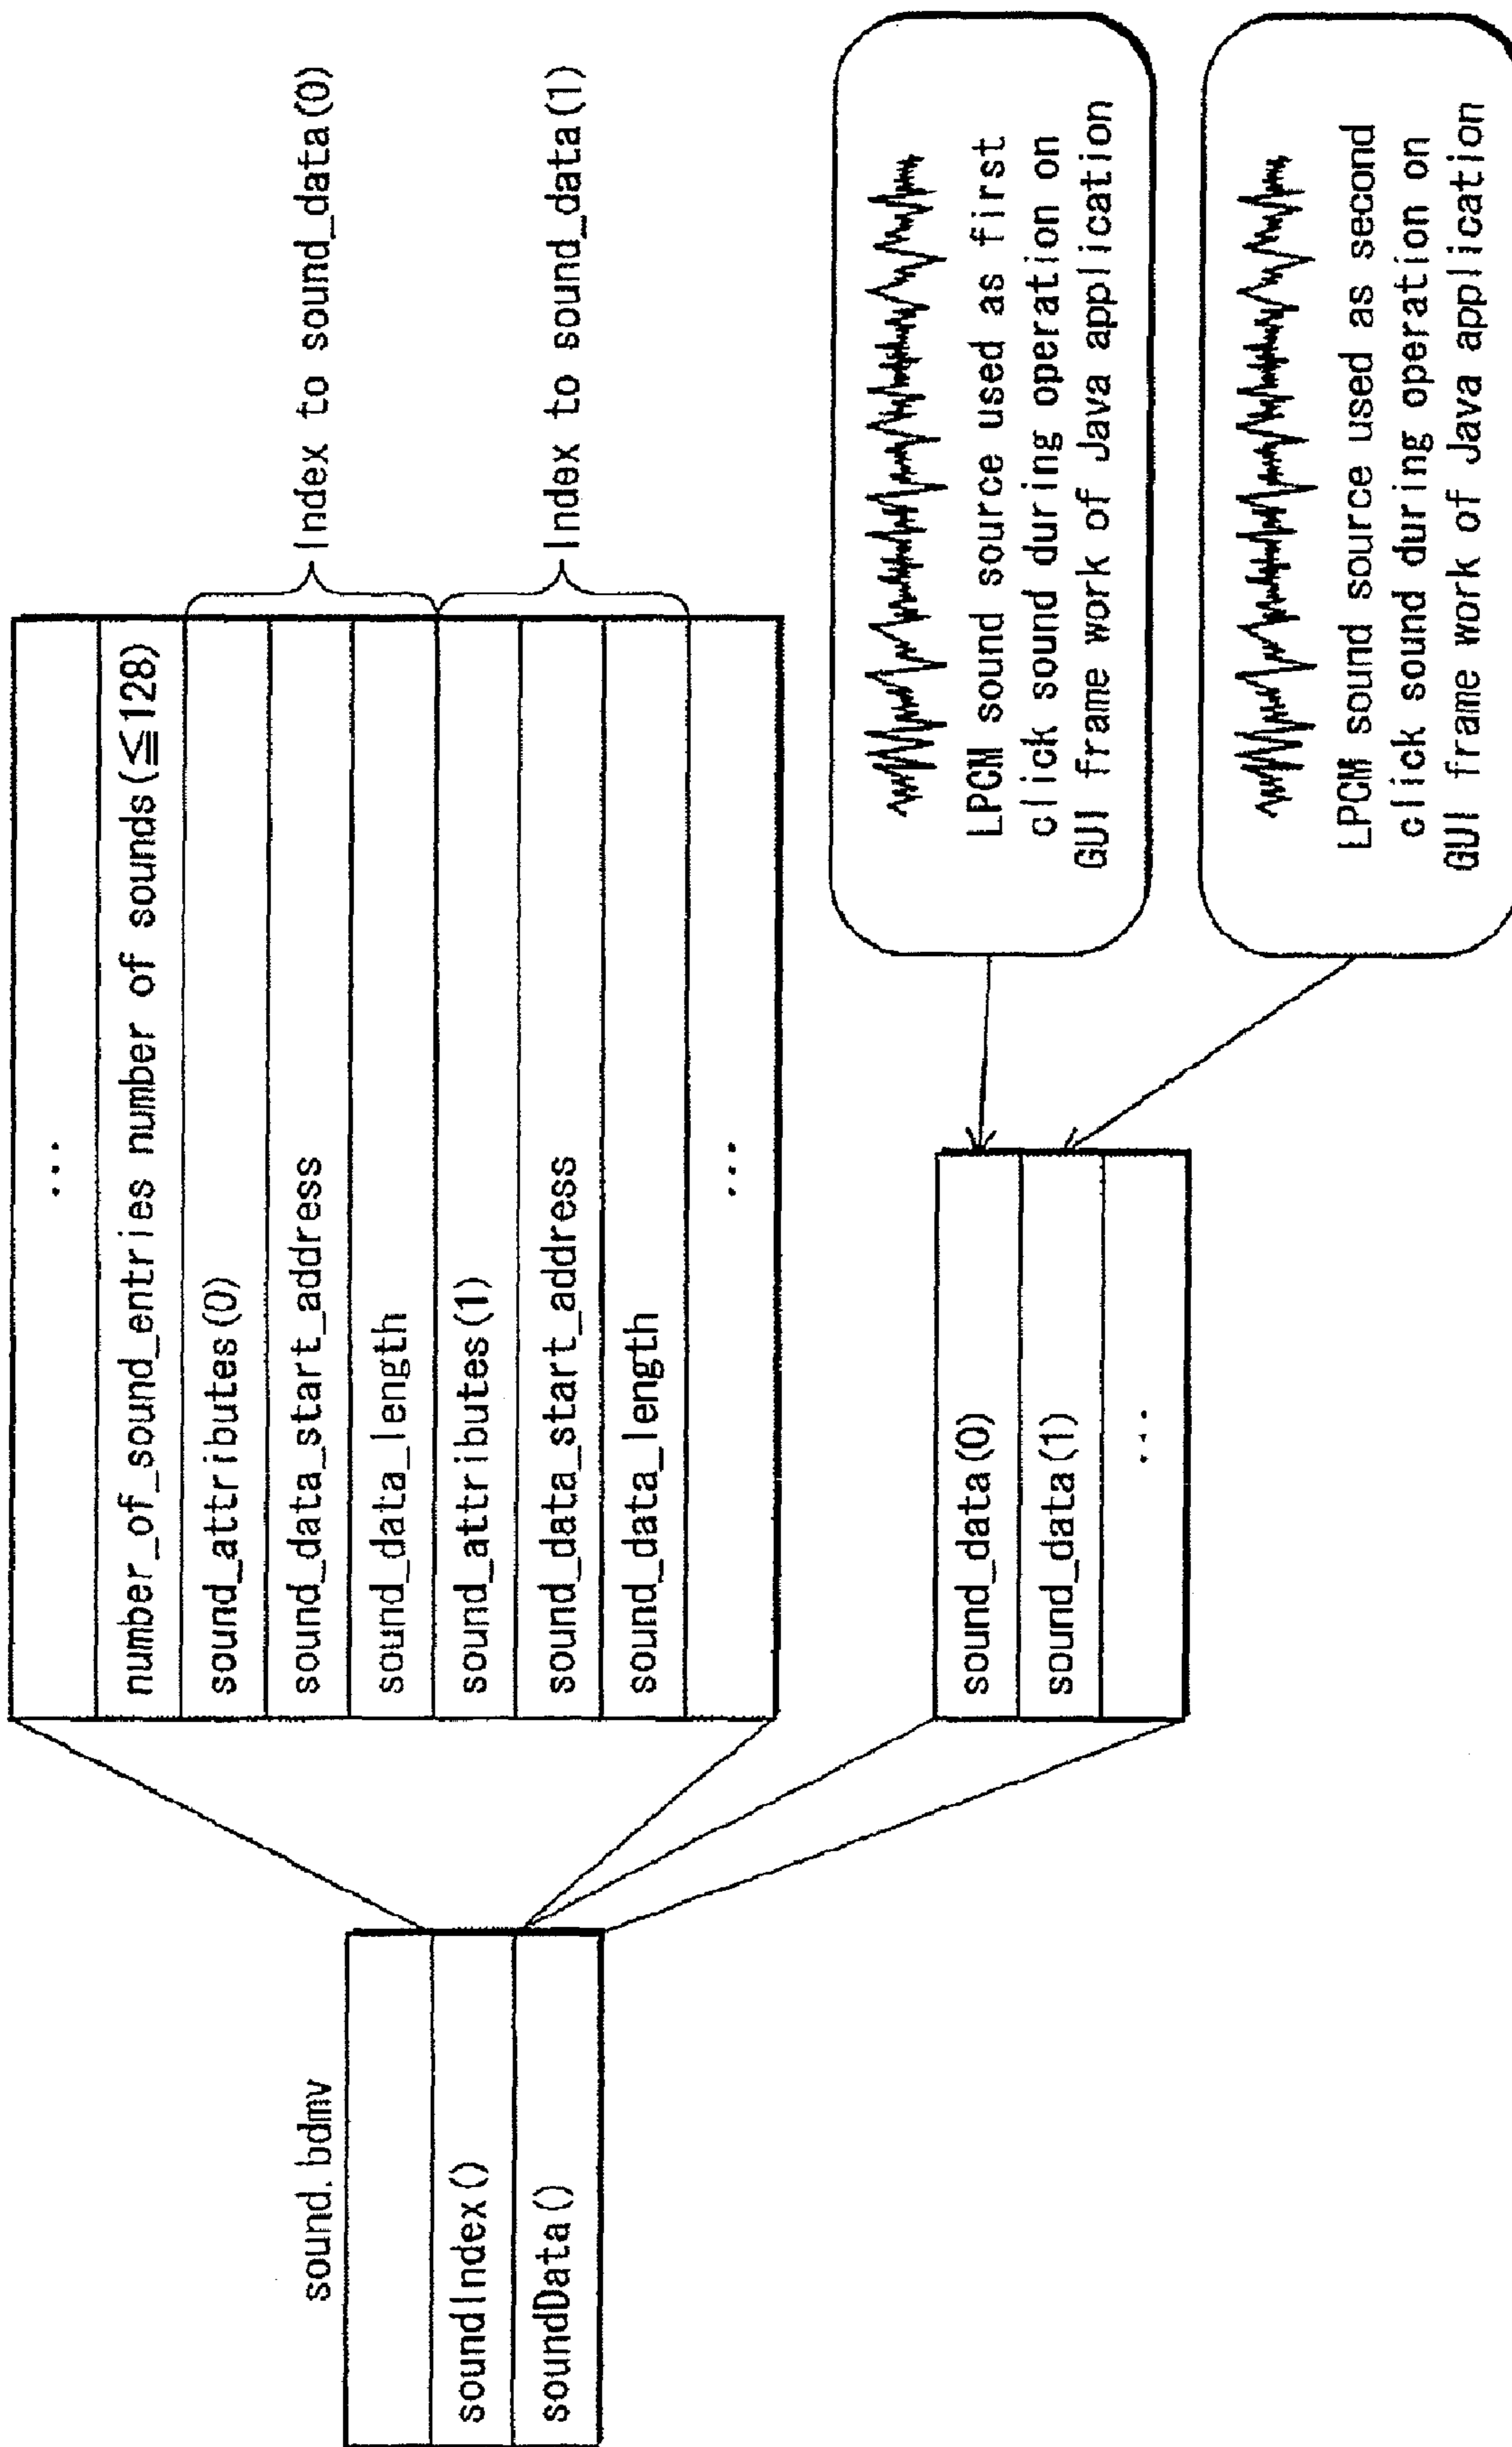 sound.bdmv
soundIndex()
soundData()
...
number_of_sound_entries number of sounds(≦128)
sound_attributes(0)
sound_data_start_address
sound_data_length
sound_attributes(1)
sound_data_start_address
sound_data_length
...
Index to sound_data(0)
Index to sound_data(1)
sound_data(0)
sound_data(1)
...
LPCM sound source used as first
click sound during operation on
GUI frame work of Java application
LPCM sound source used as second
click sound during operation on
GUI frame work of Java application